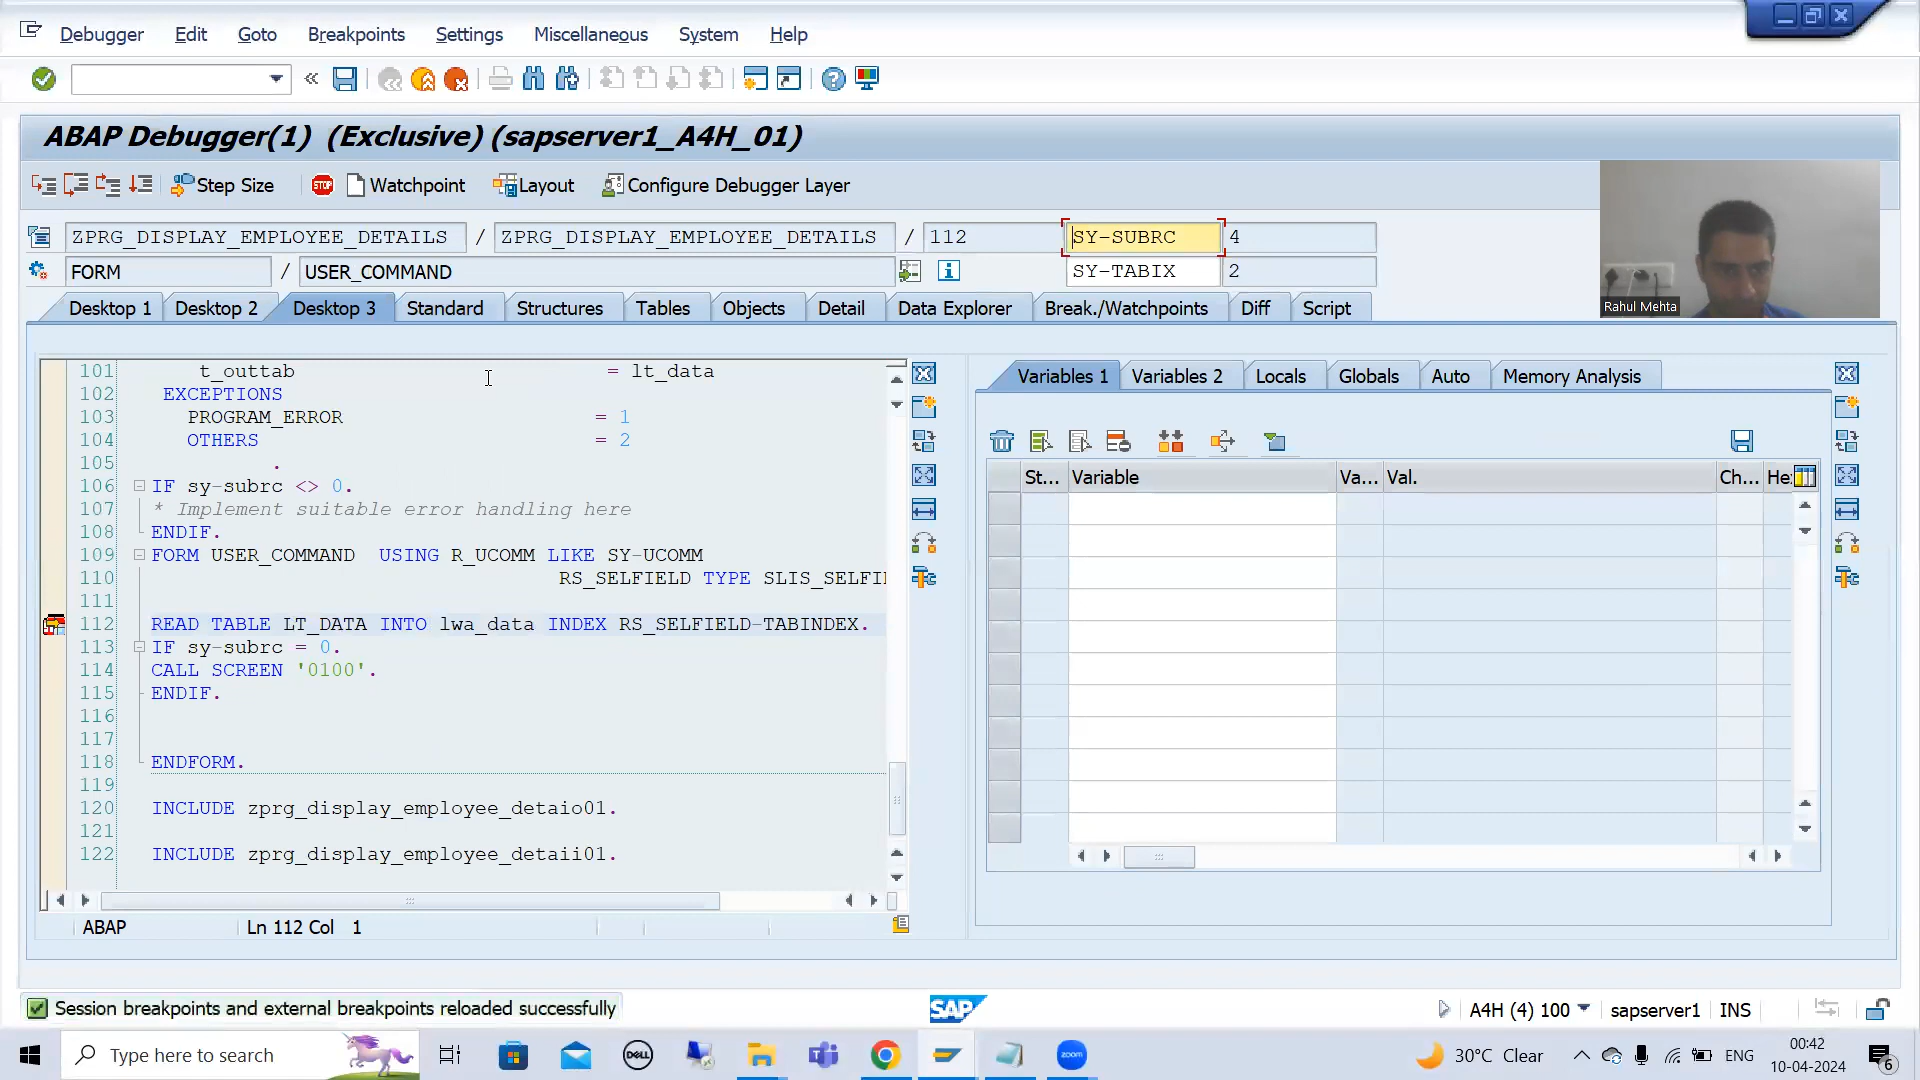 Debugger Edit Goto Breakpoints Settings Miscellaneous System Help
ABAP Debugger(1) (Exclusive) (sapserver1_A4H_01)
Step Size STOP Watchpoint Layout Configure Debugger Layer
ZPRG_DISPLAY_EMPLOYEE_DETAILS / ZPRG_DISPLAY_EMPLOYEE_DETAILS / 112 SY-SUBRC 4
FORM / USER_COMMAND SY-TABIX 2
Rahul Mehta
Desktop 1 Desktop 2 Desktop 3 Standard Structures Tables Objects Detail Data Explorer Break./Watchpoints Diff Script
101 t_outtab = lt_data
102 EXCEPTIONS
103 PROGRAM_ERROR = 1
104 OTHERS = 2
105 .
106 IF sy-subrc <> 0.
107 * Implement suitable error handling here
108 ENDIF.
109 FORM USER_COMMAND USING R_UCOMM LIKE SY-UCOMM
110 RS_SELFIELD TYPE SLIS_SELFI
111
112 READ TABLE LT_DATA INTO lwa_data INDEX RS_SELFIELD-TABINDEX.
113 IF sy-subrc = 0.
114 CALL SCREEN '0100'.
115 ENDIF.
116
117
118 ENDFORM.
119
120 INCLUDE zprg_display_employee_detaio01.
121
122 INCLUDE zprg_display_employee_detaii01.
ABAP Ln 112 Col 1
Variables 1 Variables 2 Locals Globals Auto Memory Analysis
St... Variable Va... Val. Ch... He
Session breakpoints and external breakpoints reloaded successfully SAP A4H (4) 100 sapserver1 INS
Type here to search DELL zoom 30°C Clear ENG 00:42
10-04-2024 6